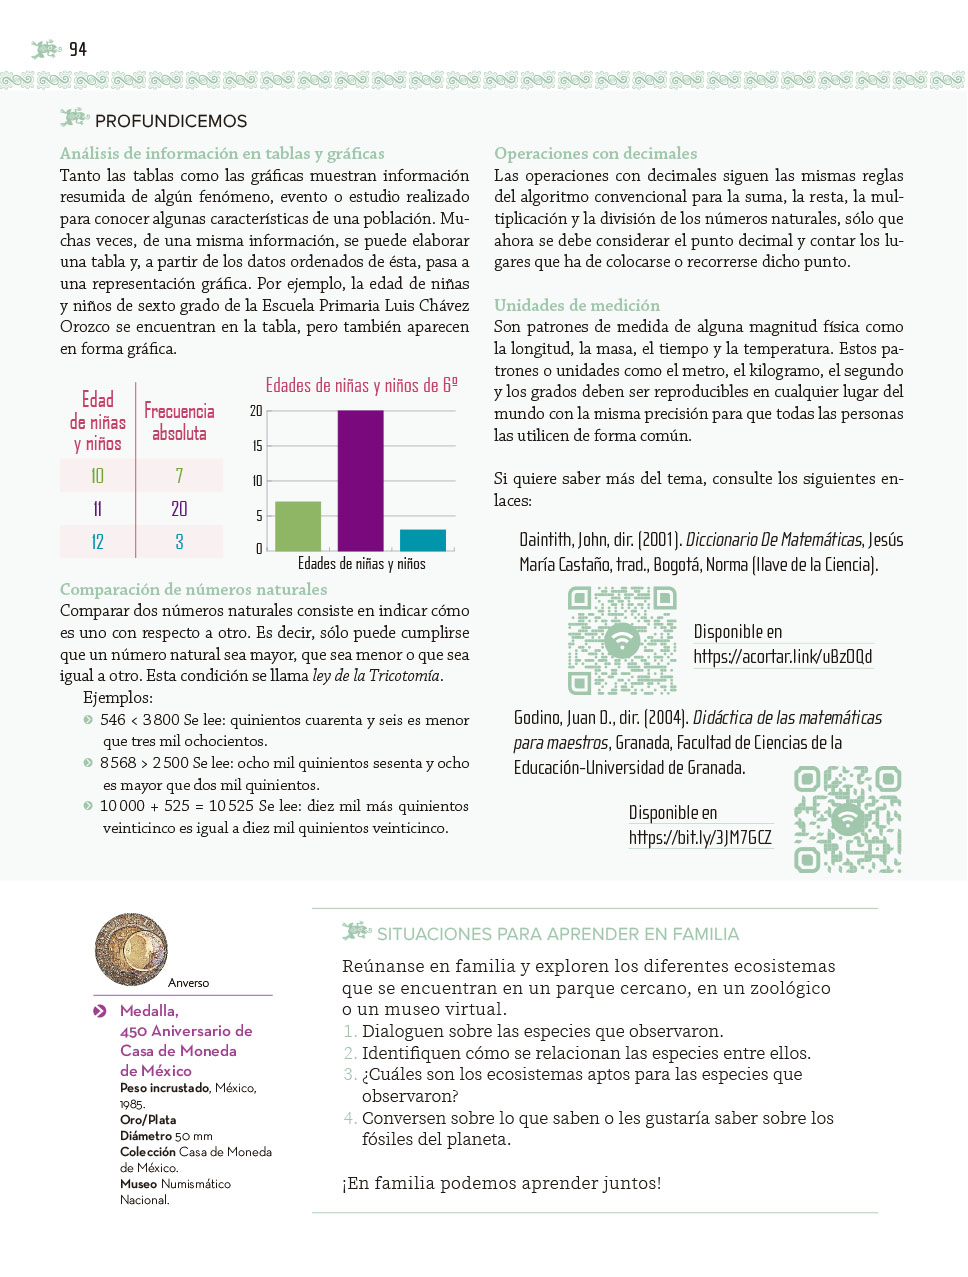 94
PROFUNDICEMOS
Análisis de información en tablas y gráficas
Tanto las tablas como las gráficas muestran información
resumida de algún fenómeno, evento o estudio realizado
para conocer algunas características de una población. Mu-
chas veces, de una misma información, se puede elaborar
una tabla y, a partir de los datos ordenados de ésta, pasa a
una representación gráfica. Por ejemplo, la edad de niñas
y niños de sexto grado de la Escuela Primaria Luis Chávez
Orozco se encuentran en la tabla, pero también aparecen
en forma gráfica.
Edad
de niñas
y niños
Frecuencia
absoluta
10 7
11 20
12 3
Edades de niñas y niños de 6º
20
15
10
5
0
Edades de niñas y niños
Comparación de números naturales
Comparar dos números naturales consiste en indicar cómo
es uno con respecto a otro. Es decir, sólo puede cumplirse
que un número natural sea mayor, que sea menor o que sea
igual a otro. Esta condición se llama ley de la Tricotomía.
Ejemplos:
546 < 3 800 Se lee: quinientos cuarenta y seis es menor
que tres mil ochocientos.
8 568 > 2 500 Se lee: ocho mil quinientos sesenta y ocho
es mayor que dos mil quinientos.
10 000 + 525 = 10 525 Se lee: diez mil más quinientos
veinticinco es igual a diez mil quinientos veinticinco.
Operaciones con decimales
Las operaciones con decimales siguen las mismas reglas
del algoritmo convencional para la suma, la resta, la mul-
tiplicación y la división de los números naturales, sólo que
ahora se debe considerar el punto decimal y contar los lu-
gares que ha de colocarse o recorrerse dicho punto.
Unidades de medición
Son patrones de medida de alguna magnitud física como
la longitud, la masa, el tiempo y la temperatura. Estos pa-
trones o unidades como el metro, el kilogramo, el segundo
y los grados deben ser reproducibles en cualquier lugar del
mundo con la misma precisión para que todas las personas
las utilicen de forma común.
Si quiere saber más del tema, consulte los siguientes en-
laces:
Daintith, John, dir. (2001). Diccionario De Matemáticas, Jesús
María Castaño, trad., Bogotá, Norma (llave de la Ciencia).
Disponible en
https://acortar.link/uBzOQd
Godino, Juan D., dir. (2004). Didáctica de las matemáticas
para maestros, Granada, Facultad de Ciencias de la
Educación-Universidad de Granada.
Disponible en
https://bit.ly/3JM7GCZ
Anverso
Medalla,
450 Aniversario de
Casa de Moneda
de México
Peso incrustado, México,
1985.
Oro/Plata
Diámetro 50 mm
Colección Casa de Moneda
de México.
Museo Numismático
Nacional.
SITUACIONES PARA APRENDER EN FAMILIA
Reúnanse en familia y exploren los diferentes ecosistemas
que se encuentran en un parque cercano, en un zoológico
o un museo virtual.
1. Dialoguen sobre las especies que observaron.
2. Identifiquen cómo se relacionan las especies entre ellos.
3. ¿Cuáles son los ecosistemas aptos para las especies que
observaron?
4. Conversen sobre lo que saben o les gustaría saber sobre los
fósiles del planeta.
¡En familia podemos aprender juntos!